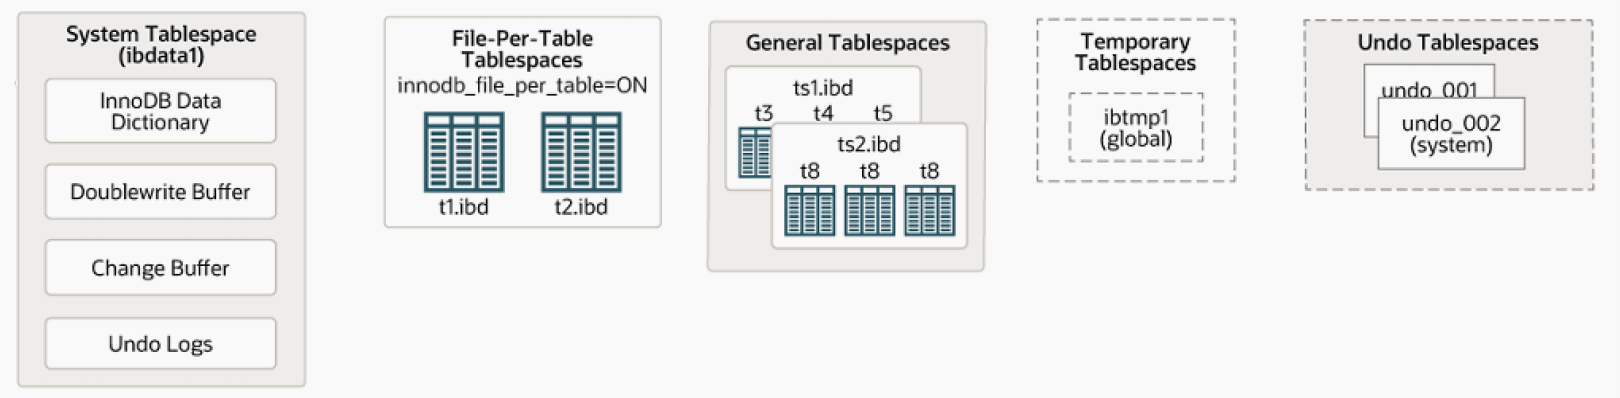 System Tablespace
(ibdata1)
InnoDB Data
Dictionary
Doublewrite Buffer
Change Buffer
Undo Logs
File-Per-Table
Tablespaces
innodb_file_per_table=ON
t1.ibd
t2.ibd
General Tablespaces
ts1.ibd
t3 t4 t5
ts2.ibd
t8 t8 t8
Temporary
Tablespaces
ibtmp1
(global)
Undo Tablespaces
undo_001
undo_002
(system)